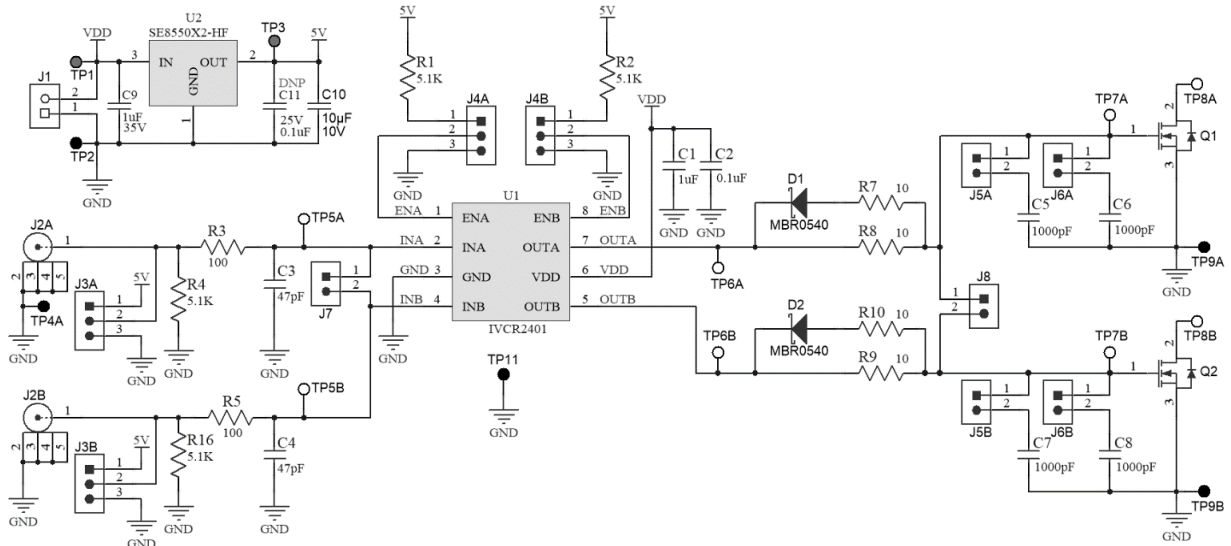 U2
SE8550X2-HF
VDD
TP3
5V
3
IN
OUT
2
GND
1
TP1
J1
2
1
C9
1uF
35V
DNP
C11
25V
0.1uF
C10
10µF
10V
TP2
GND
5V
5V
R1
5.1K
R2
5.1K
J4A
1
2
3
J4B
1
2
3
GND
GND
VDD
C1
1uF
C2
0.1uF
GND
GND
U1
ENA
1
ENA
ENB
8
ENB
INA
2
INA
OUTA
7
OUTA
GND
3
GND
VDD
6
VDD
INB
4
INB
OUTB
5
OUTB
IVCR2401
GND
TP11
GND
J2A
1
2
3
4
5
TP4A
GND
J3A
5V
1
2
3
GND
R4
5.1K
GND
R3
100
C3
47pF
GND
TP5A
J7
1
2
J2B
1
2
3
4
5
GND
J3B
5V
1
2
3
GND
R16
5.1K
GND
R5
100
C4
47pF
GND
TP5B
TP6A
D1
MBR0540
R7
10
R8
10
TP6B
D2
MBR0540
R10
10
R9
10
J8
1
2
TP7A
TP8A
2
1
Q1
3
J5A
1
2
J6A
1
2
C5
1000pF
C6
1000pF
TP9A
GND
TP7B
TP8B
2
1
Q2
3
J5B
1
2
J6B
1
2
C7
1000pF
C8
1000pF
TP9B
GND